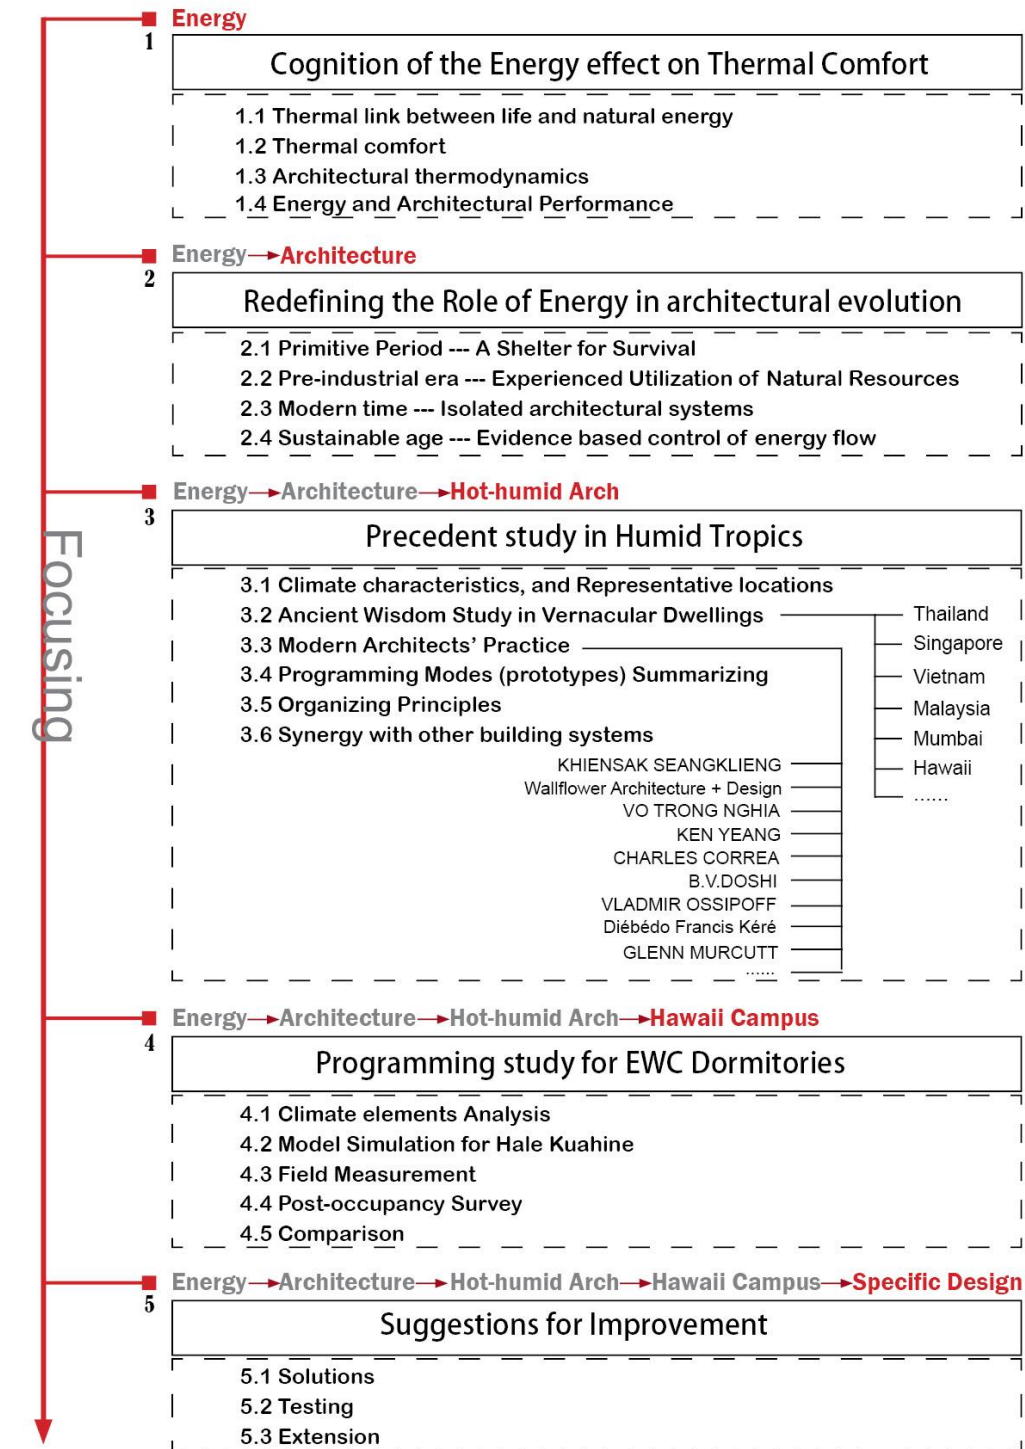 Energy
1
Cognition of the Energy effect on Thermal Comfort
1.1 Thermal link between life and natural energy
1.2 Thermal comfort
1.3 Architectural thermodynamics
1.4 Energy and Architectural Performance
Energy Architecture
2
Redefining the Role of Energy in architectural evolution
2.1 Primitive Period --- A Shelter for Survival
2.2 Pre-industrial era --- Experienced Utilization of Natural Resources
2.3 Modern time --- Isolated architectural systems
2.4 Sustainable age --- Evidence based control of energy flow
Energy Architecture Hot-humid Arch
3
Focusing
Precedent study in Humid Tropics
3.1 Climate characteristics, and Representative locations
3.2 Ancient Wisdom Study in Vernacular Dwellings
3.3 Modern Architects' Practice
3.4 Programming Modes (prototypes) Summarizing
3.5 Organizing Principles
3.6 Synergy with other building systems
Thailand
Singapore
Vietnam
Malaysia
Mumbai
Hawaii
......
KHIENSAK SEANGKLIENG
Wallflower Architecture + Design
VO TRONG NGHIA
KEN YEANG
CHARLES CORREA
B.V.DOSHI
VLADMIR OSSIPOFF
Diébédo Francis Kéré
GLENN MURCUTT
......
Energy Architecture Hot-humid Arch Hawaii Campus
4
Programming study for EWC Dormitories
4.1 Climate elements Analysis
4.2 Model Simulation for Hale Kuahine
4.3 Field Measurement
4.4 Post-occupancy Survey
4.5 Comparison
Energy Architecture Hot-humid Arch Hawaii Campus Specific Design
5
Suggestions for Improvement
5.1 Solutions
5.2 Testing
5.3 Extension